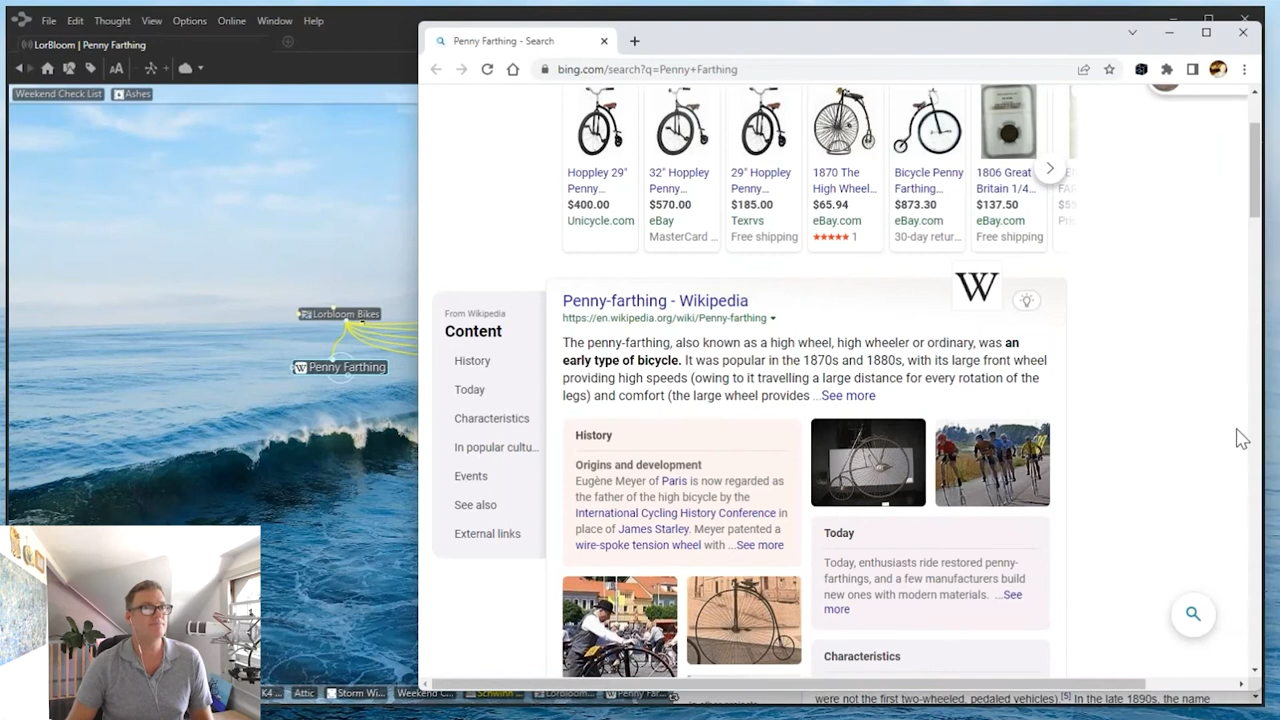 File Edit Thought View Options Online Window Help
LorBloom | Penny Farthing
AA
Weekend Check List
Ashes
Lorbloom Bikes
W Penny Farthing
Penny Farthing - Search
bing.com/search?q=Penny+Farthing
Hoppley 29"
Penny...
$400.00
Unicycle.com
32" Hoppley
Penny...
$570.00
eBay
MasterCard ...
29" Hoppley
Penny...
$185.00
Texrvs
Free shipping
1870 The
High Wheel...
$65.94
eBay.com
1
Bicycle Penny
Farthing...
$873.30
eBay.com
30-day retur...
1806 Great
Britain 1/4...
$137.50
eBay.com
Free shipping
From Wikipedia
Content
History
Today
Characteristics
In popular cultu...
Events
See also
External links
W
Penny-farthing - Wikipedia
https://en.wikipedia.org/wiki/Penny-farthing
The penny-farthing, also known as a high wheel, high wheeler or ordinary, was an
early type of bicycle. It was popular in the 1870s and 1880s, with its large front wheel
providing high speeds (owing to it travelling a large distance for every rotation of the
legs) and comfort (the large wheel provides ...See more
History
Origins and development
Eugène Meyer of Paris is now regarded as
the father of the high bicycle by the
International Cycling History Conference in
place of James Starley. Meyer patented a
wire-spoke tension wheel with ...See more
Today
Today, enthusiasts ride restored penny-
farthings, and a few manufacturers build
new ones with modern materials. ...See
more
Characteristics
K4 ... Attic Storm Wi... Weekend C... Schwinn ... Lorbloom... W Penny Far...
were not the first two-wheeled, pedaled vehicles).[5] In the late 1890s, the name